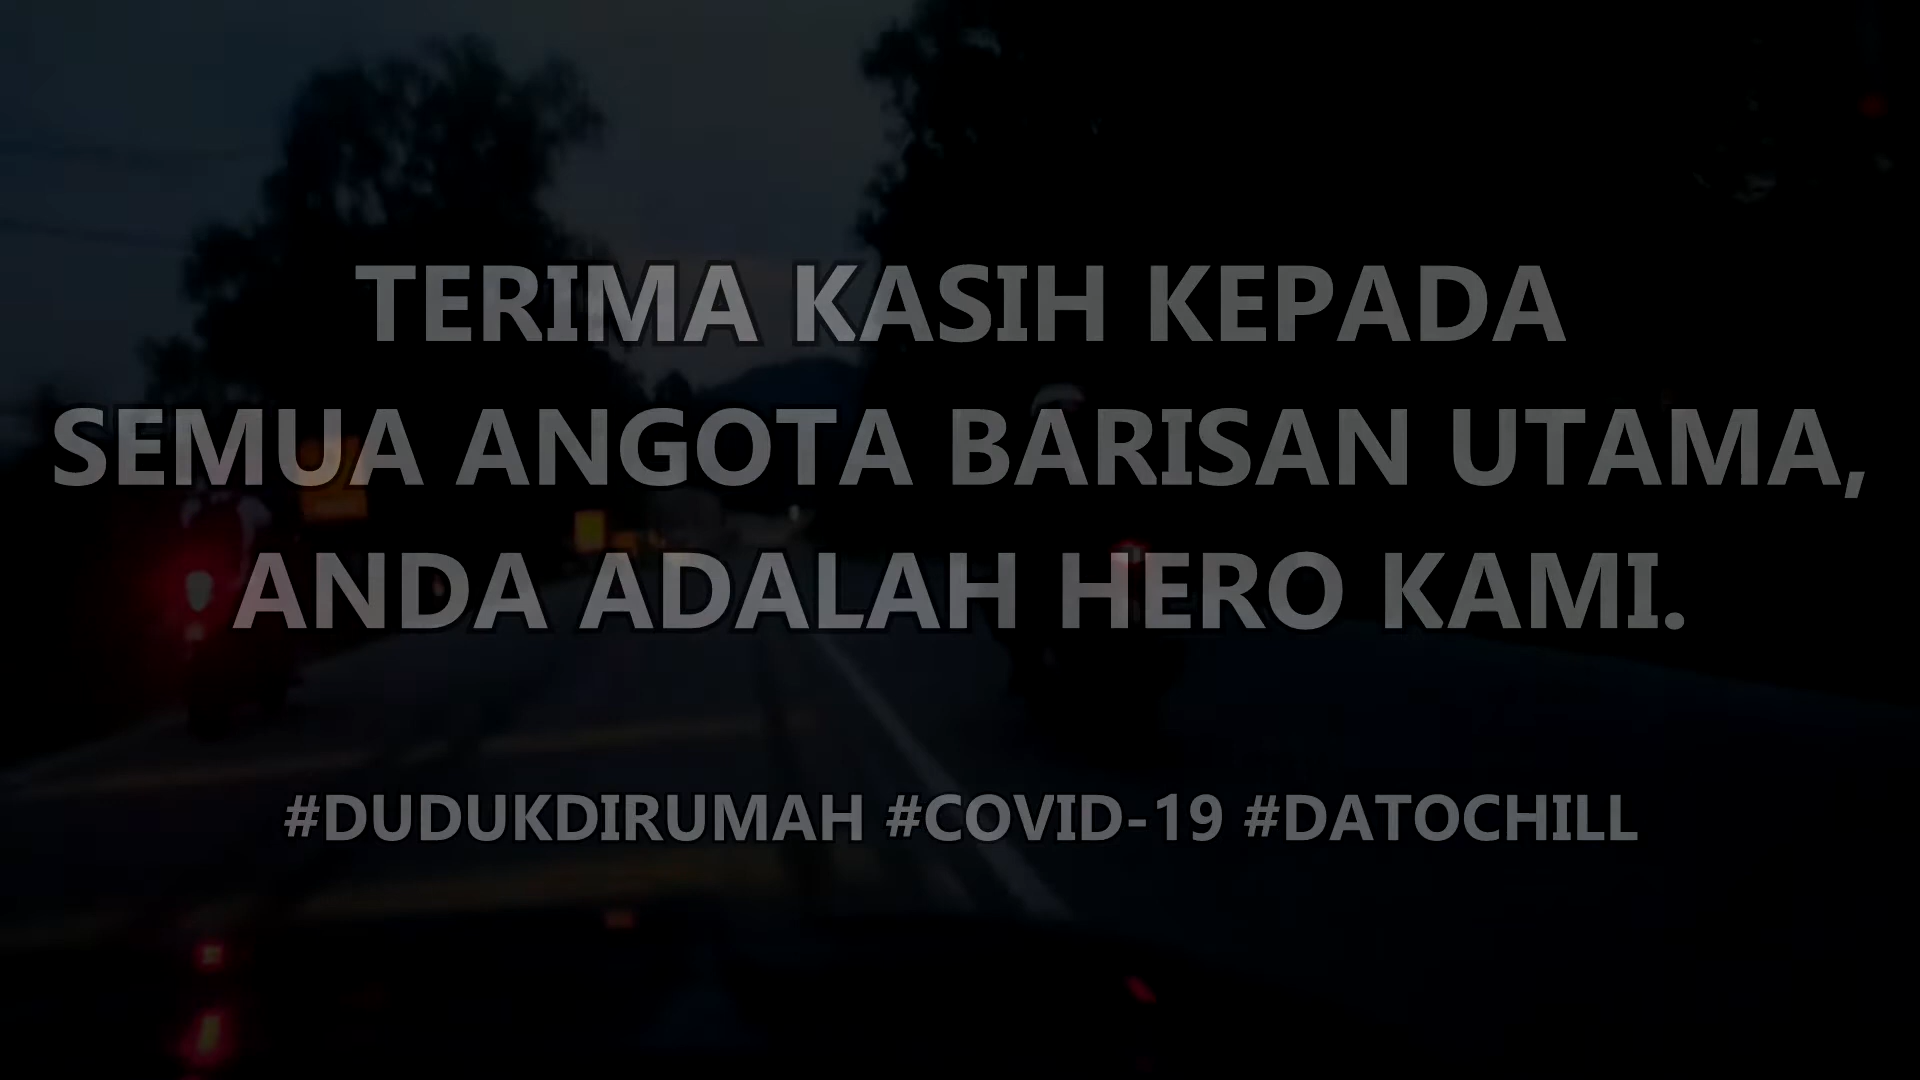 TERIMA KASIH KEPADA
SEMUA ANGOTA BARISAN UTAMA,
ANDA ADALAH HERO KAMI.
#DUDUKDIRUMAH #COVID-19 #DATOCHILL